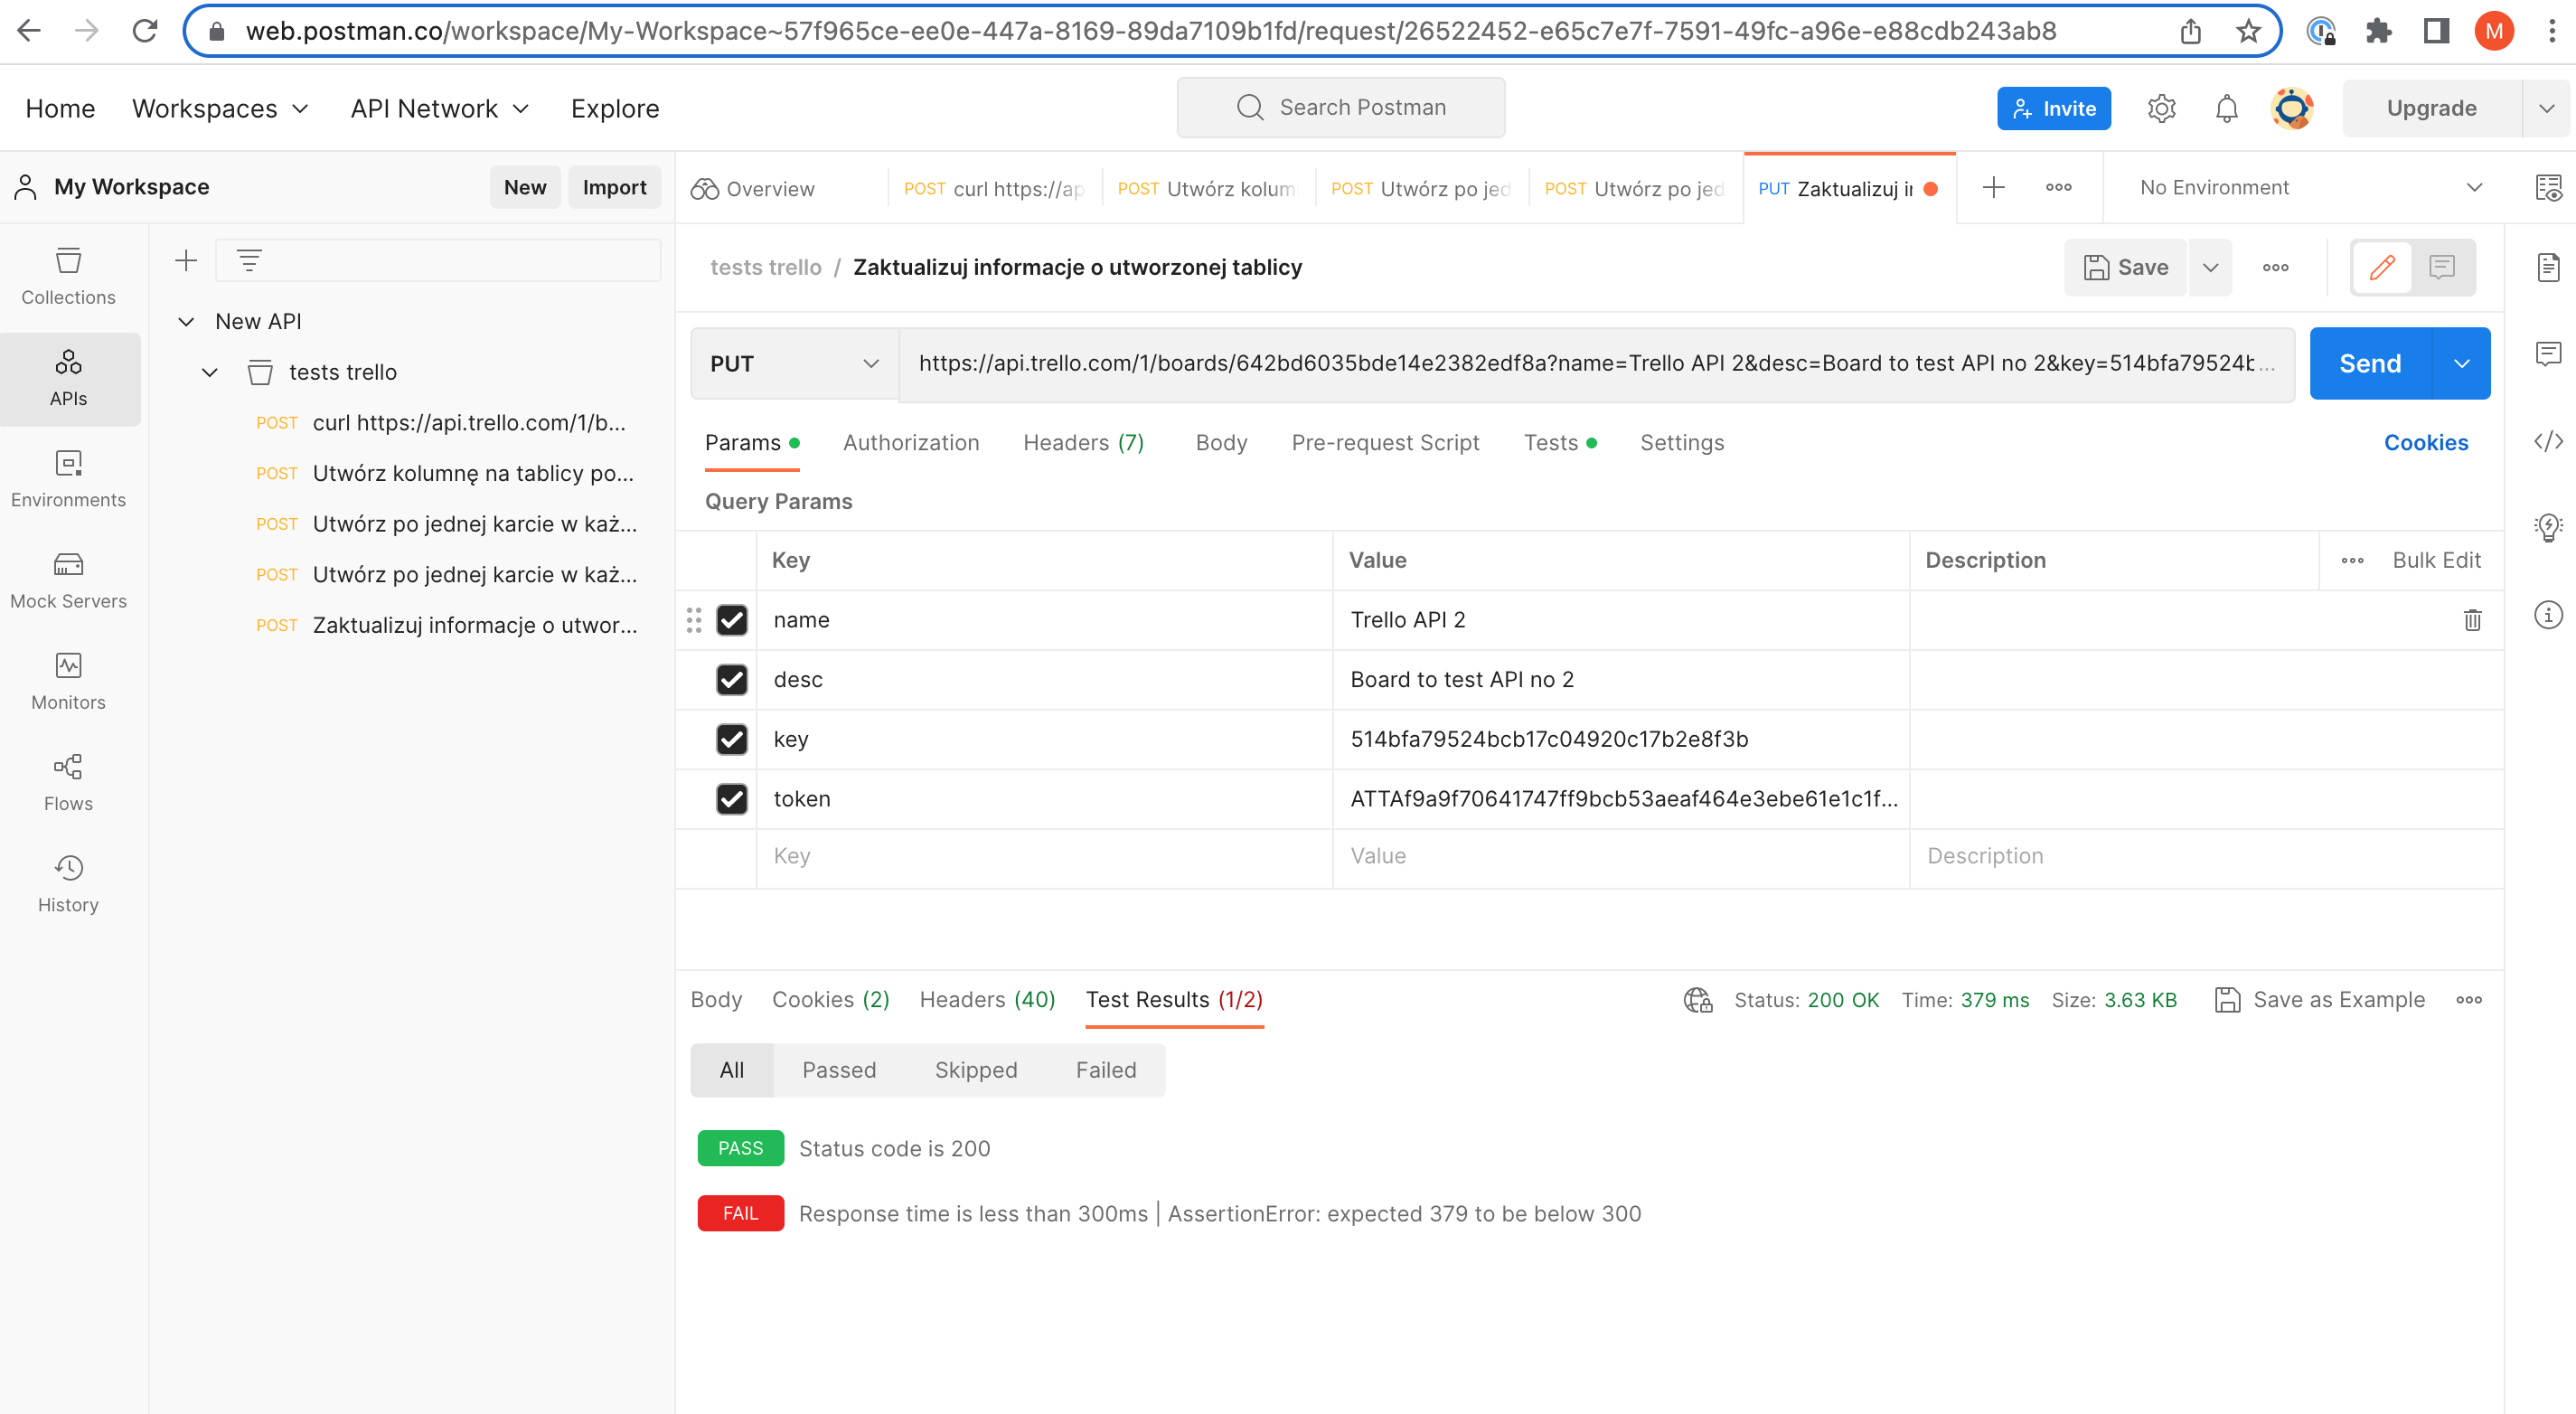 web.postman.co/workspace/My-Workspace~57f965ce-ee0e-447a-8169-89da7109b1fd/request/26522452-e65c7e7f-7591-49fc-a96e-e88cdb243ab8
M
Home Workspaces API Network Explore Search Postman Invite Upgrade
My Workspace New Import
Overview POST curl https://ap POST Utwórz kolum POST Utwórz po jed POST Utwórz po jed PUT Zaktualizuj ir No Environment
Collections
APIs
Environments
Mock Servers
Monitors
Flows
History
New API
tests trello
POST curl https://api.trello.com/1/b...
POST Utwórz kolumnę na tablicy po...
POST Utwórz po jednej karcie w każ...
POST Utwórz po jednej karcie w każ...
POST Zaktualizuj informacje o utwor...
tests trello / Zaktualizuj informacje o utworzonej tablicy Save
PUT https://api.trello.com/1/boards/642bd6035bde14e2382edf8a?name=Trello API 2&desc=Board to test API no 2&key=514bfa79524b... Send
Params Authorization Headers (7) Body Pre-request Script Tests Settings Cookies
Query Params
Key Value Description Bulk Edit
name Trello API 2
desc Board to test API no 2
key 514bfa79524bcb17c04920c17b2e8f3b
token ATTAf9a9f70641747ff9bcb53aeaf464e3ebe61e1c1f...
Key Value Description
Body Cookies (2) Headers (40) Test Results (1/2) Status: 200 OK Time: 379 ms Size: 3.63 KB Save as Example
All Passed Skipped Failed
PASS Status code is 200
FAIL Response time is less than 300ms | AssertionError: expected 379 to be below 300